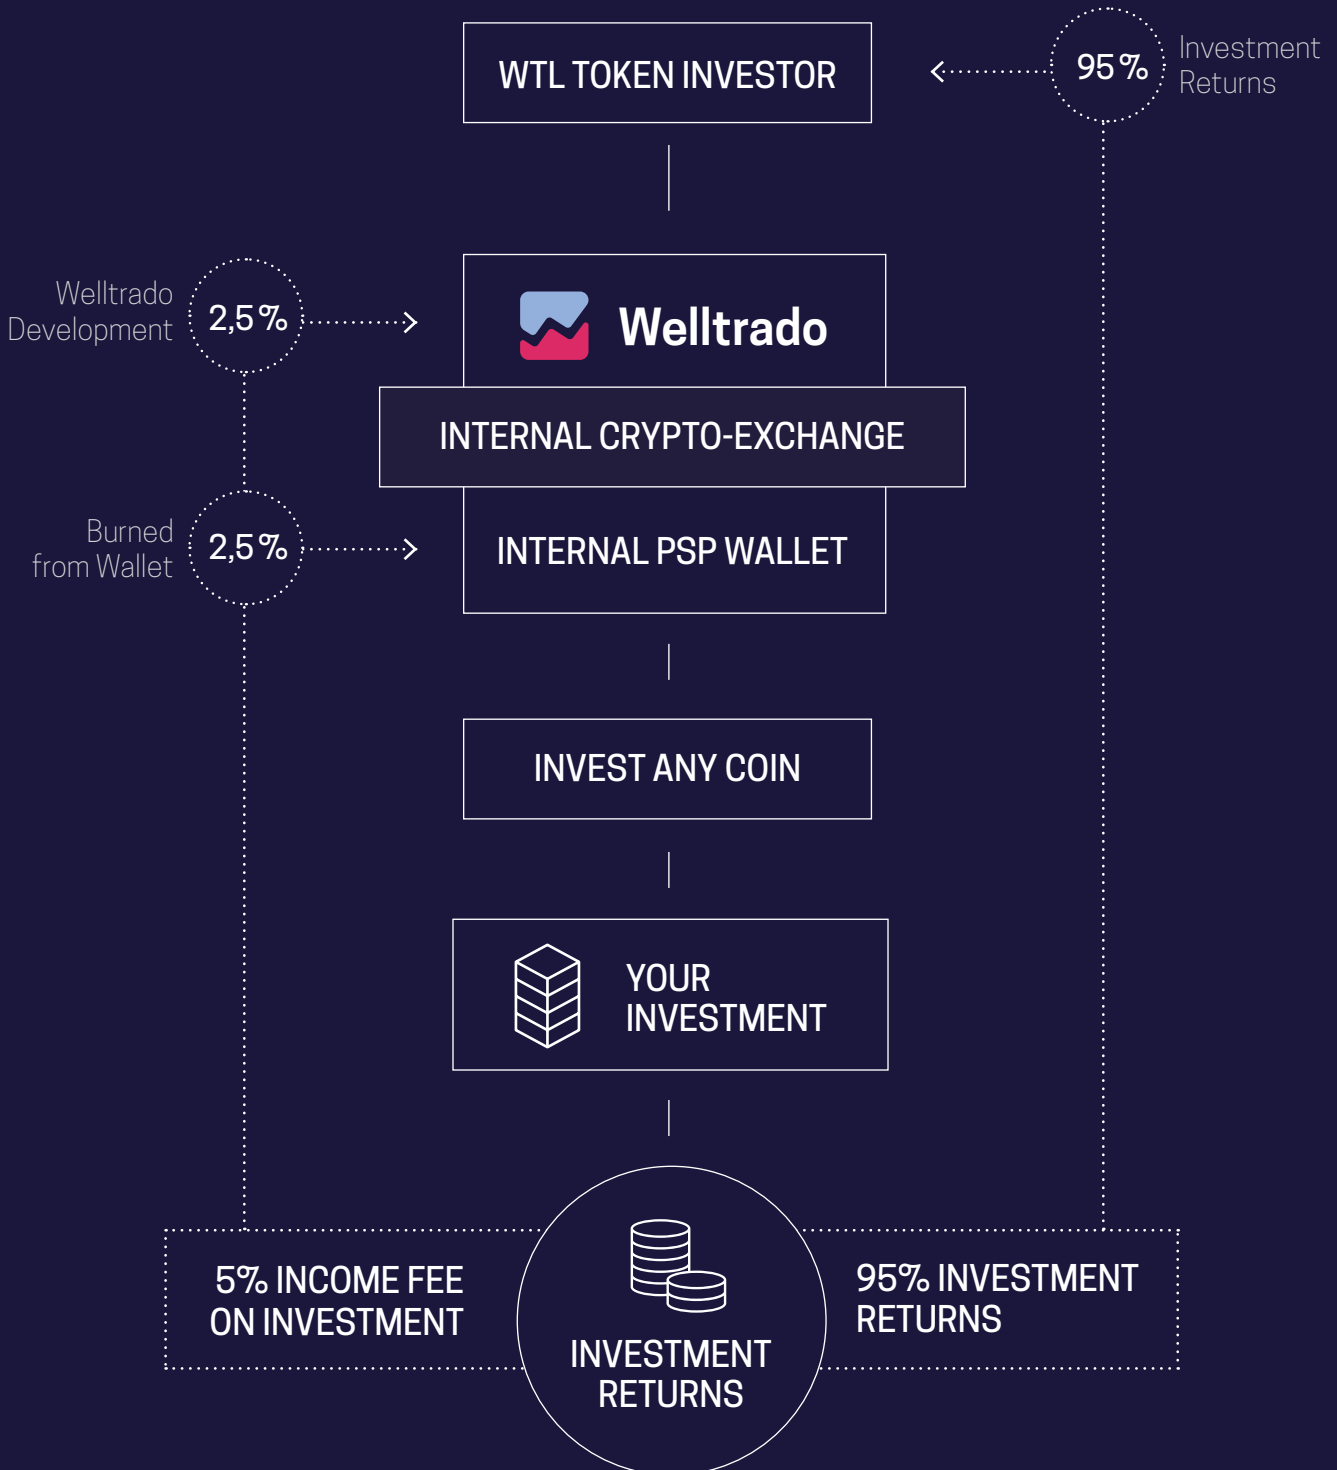 WTL TOKEN INVESTOR
95 %
Investment
Returns
Welltrado
Development
2,5 %
Welltrado
INTERNAL CRYPTO-EXCHANGE
Burned
from Wallet
2,5 %
INTERNAL PSP WALLET
INVEST ANY COIN
YOUR
INVESTMENT
5% INCOME FEE
ON INVESTMENT
INVESTMENT
RETURNS
95% INVESTMENT
RETURNS